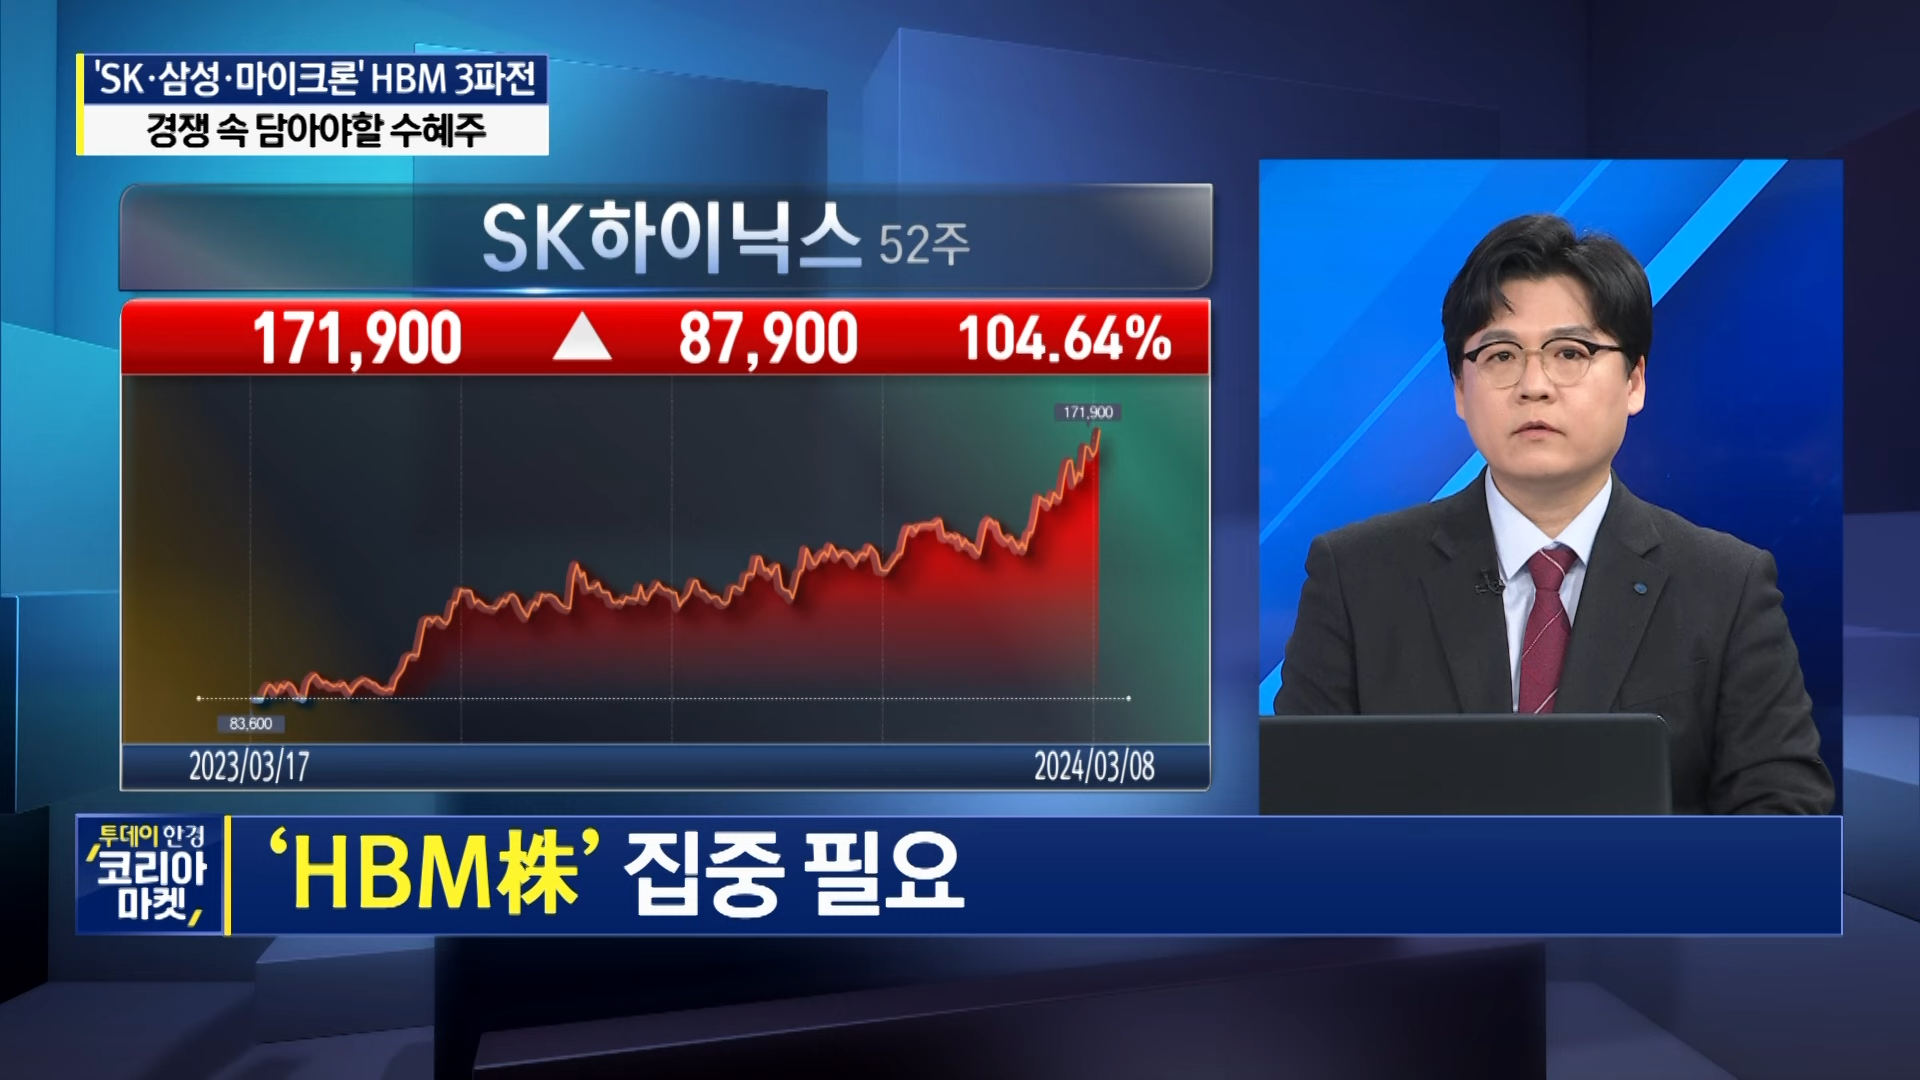 'SK·삼성·마이크론' HBM 3파전
경쟁 속 담아야할 수혜주
SK하이닉스 52주
171,900 ▲ 87,900 104.64%
171,900
83,600
2023/03/17 2024/03/08
투데이 한경
코리아
마켓
‘HBM株’ 집중 필요